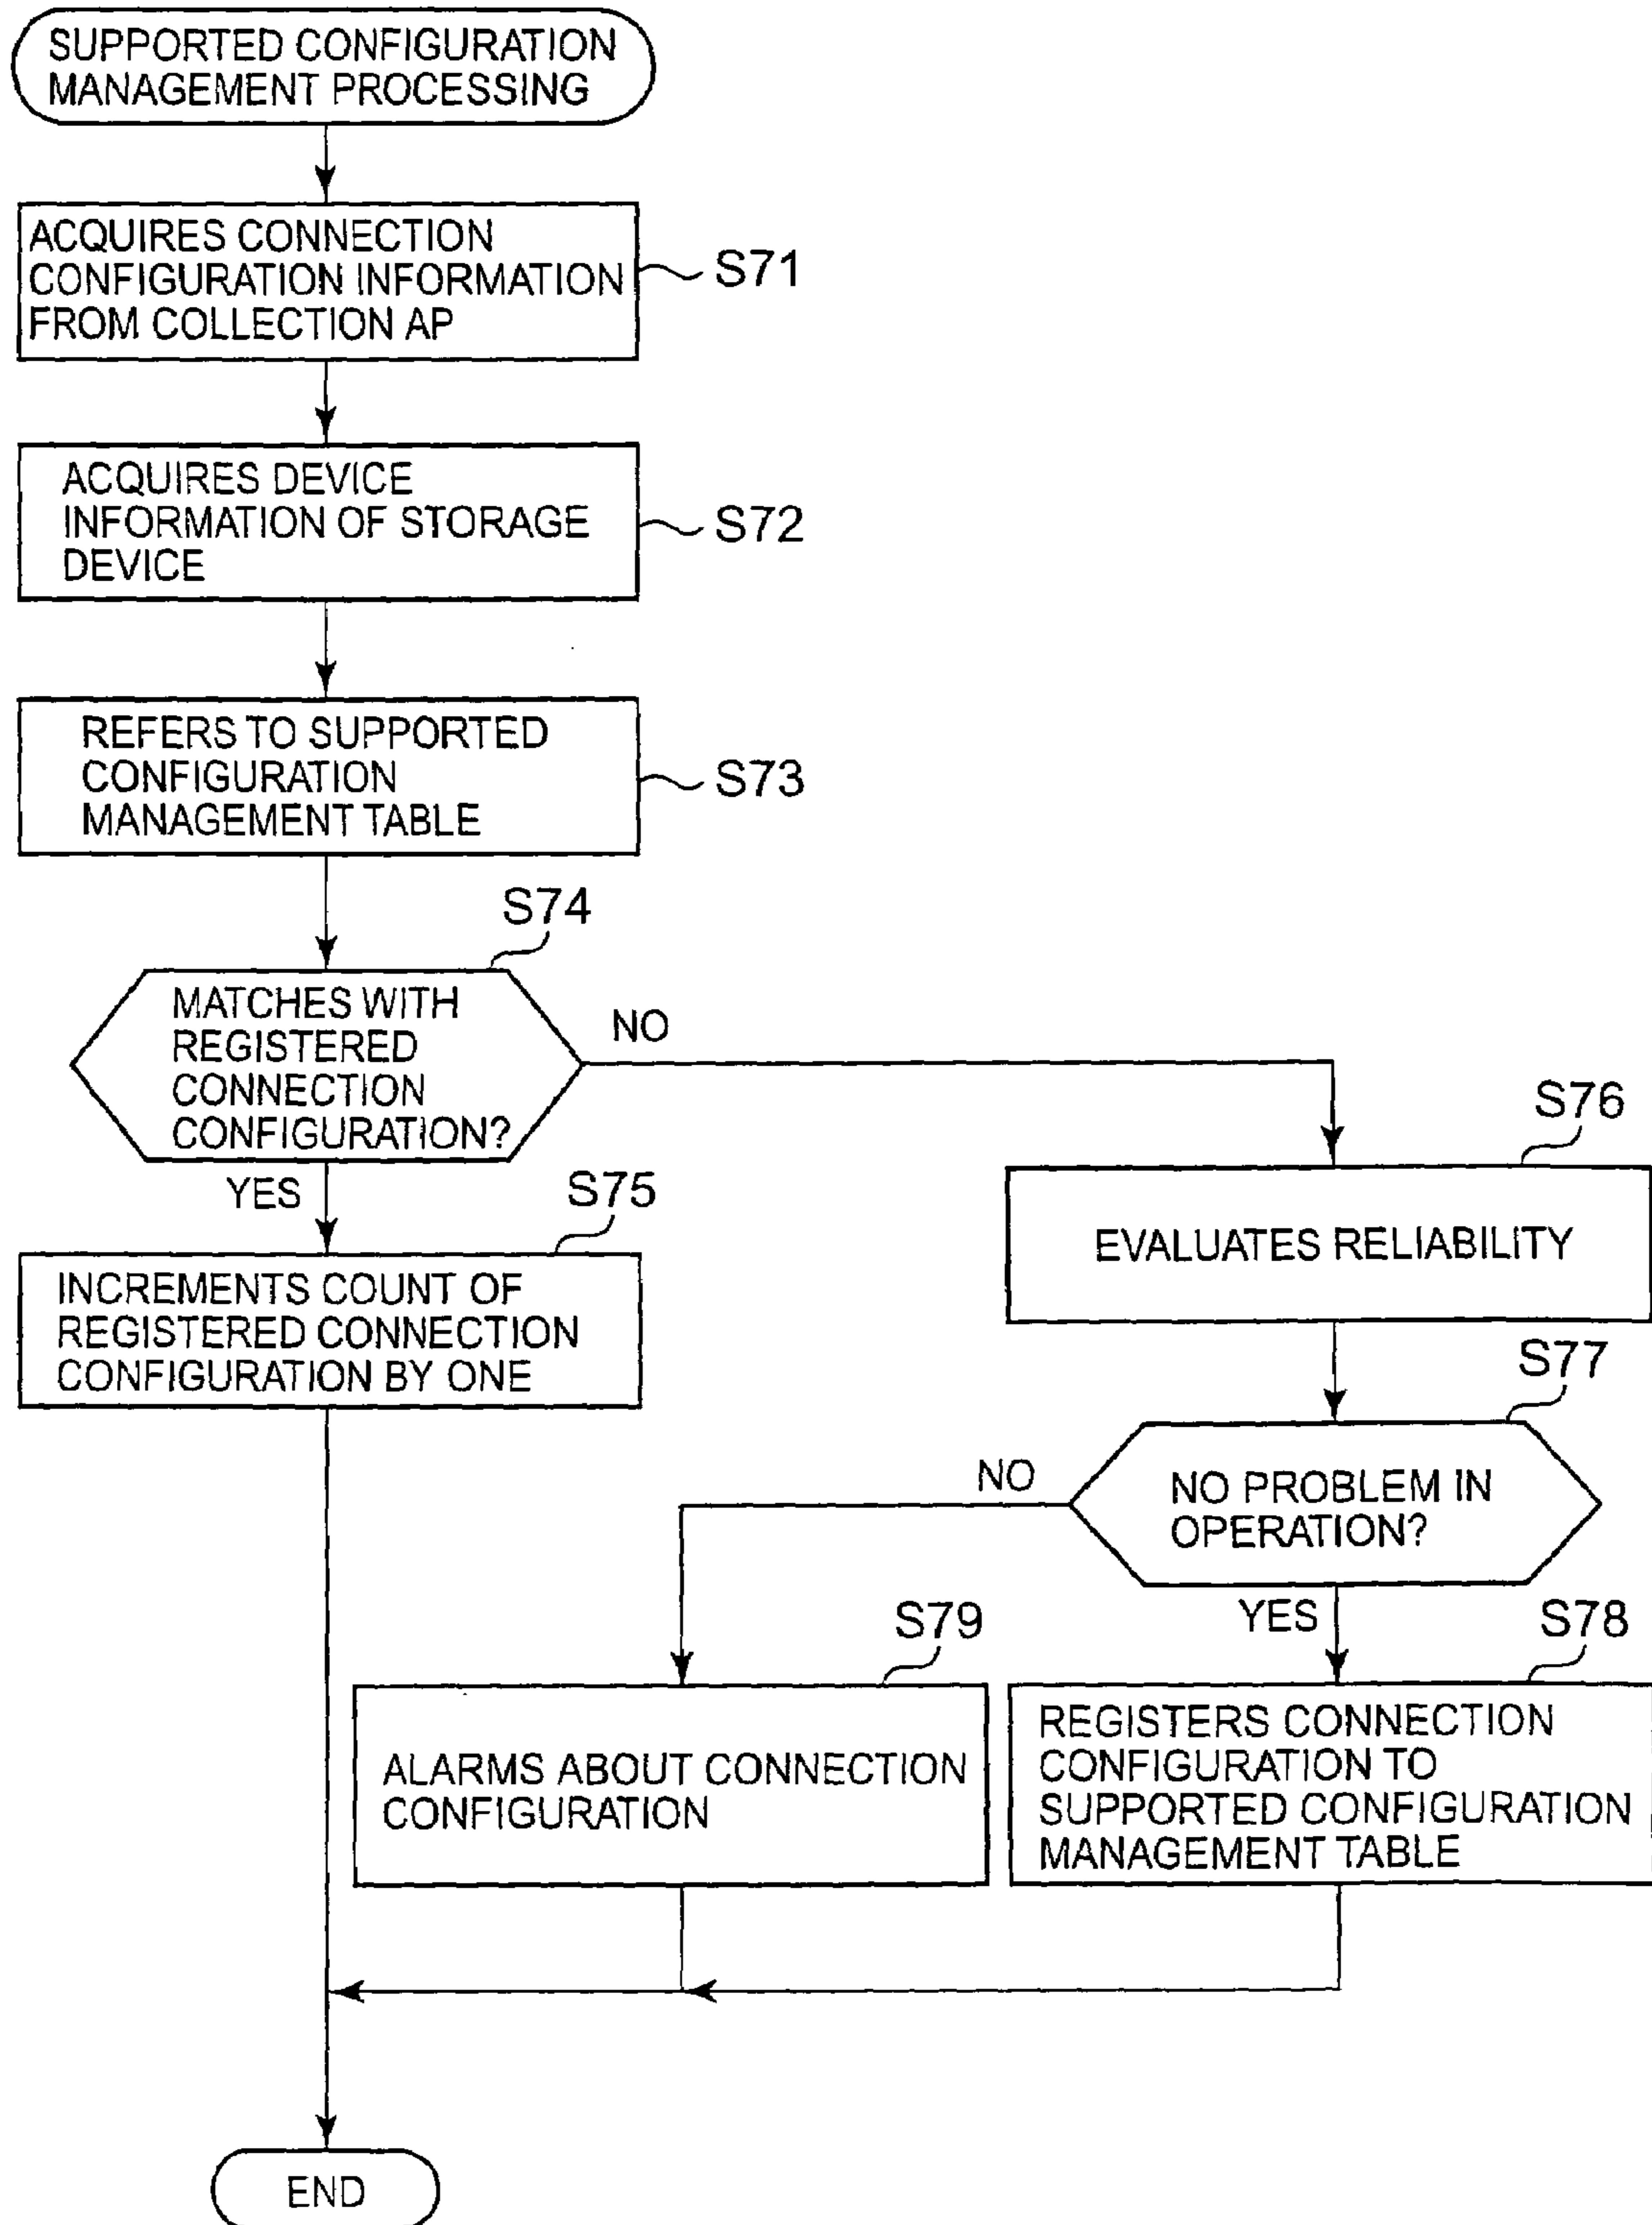 SUPPORTED CONFIGURATION
MANAGEMENT PROCESSING
ACQUIRES CONNECTION
CONFIGURATION INFORMATION
FROM COLLECTION AP
S71
ACQUIRES DEVICE
INFORMATION OF STORAGE
DEVICE
S72
REFERS TO SUPPORTED
CONFIGURATION
MANAGEMENT TABLE
S73
S74
MATCHES WITH
REGISTERED
CONNECTION
CONFIGURATION?
NO
YES
S75
INCREMENTS COUNT OF
REGISTERED CONNECTION
CONFIGURATION BY ONE
S76
EVALUATES RELIABILITY
S77
NO PROBLEM IN
OPERATION?
NO
YES
S79
ALARMS ABOUT CONNECTION
CONFIGURATION
S78
REGISTERS CONNECTION
CONFIGURATION TO
SUPPORTED CONFIGURATION
MANAGEMENT TABLE
END